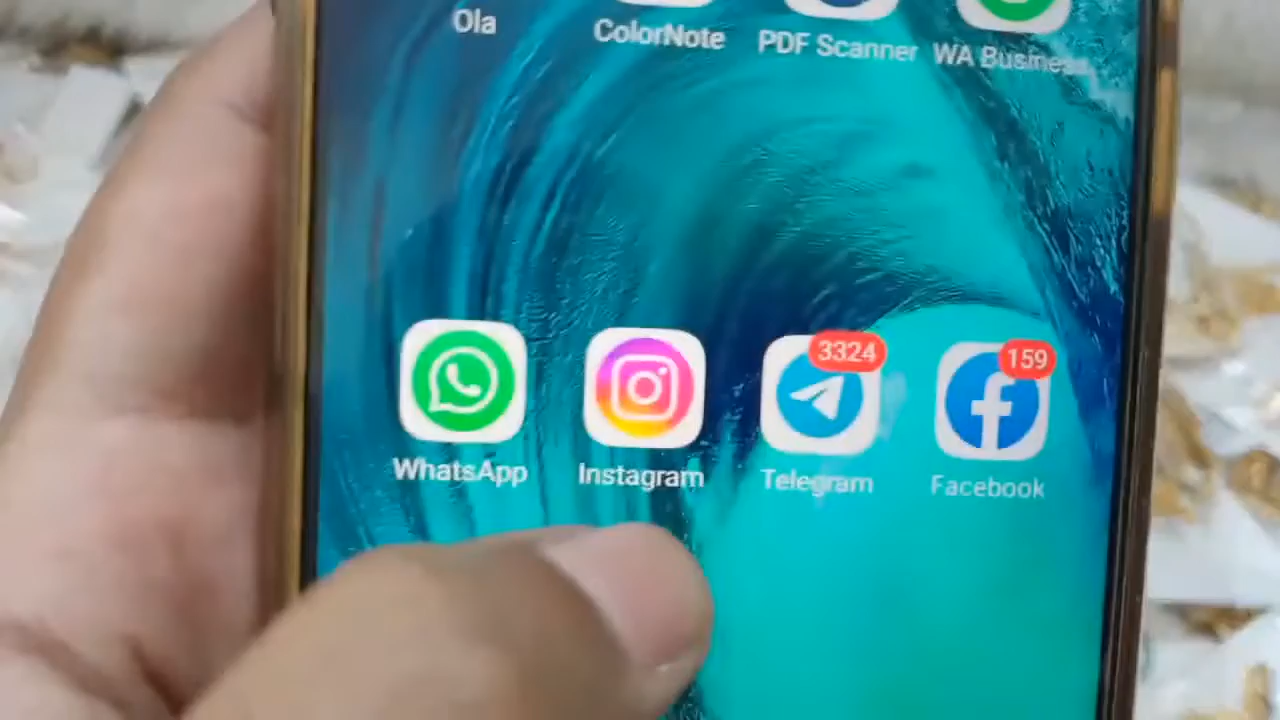 Ola
ColorNote
PDF Scanner
WA Business
3324
159
WhatsApp
Instagram
Telegram
Facebook